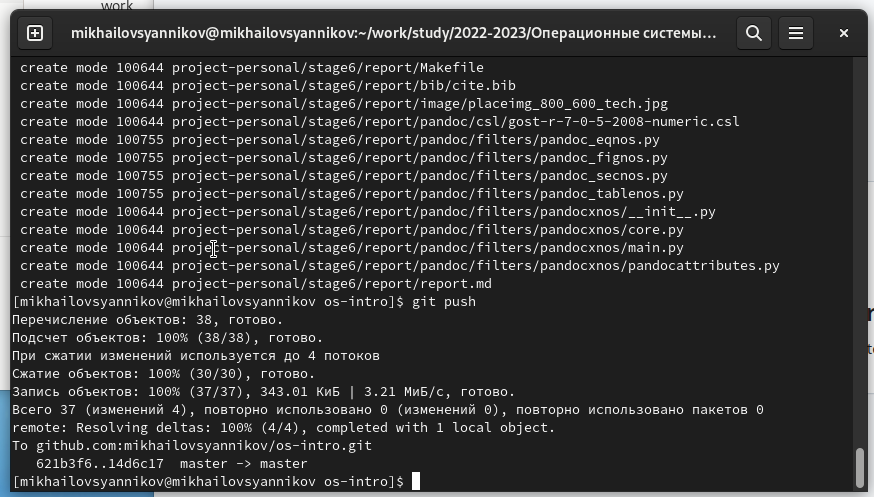 work
mikhailovsyannikov@mikhailovsyannikov:~/work/study/2022-2023/Операционные системы…
create mode 100644 project-personal/stage6/report/Makefile
create mode 100644 project-personal/stage6/report/bib/cite.bib
create mode 100644 project-personal/stage6/report/image/placeimg_800_600_tech.jpg
create mode 100644 project-personal/stage6/report/pandoc/csl/gost-r-7-0-5-2008-numeric.csl
create mode 100755 project-personal/stage6/report/pandoc/filters/pandoc_eqnos.py
create mode 100755 project-personal/stage6/report/pandoc/filters/pandoc_fignos.py
create mode 100755 project-personal/stage6/report/pandoc/filters/pandoc_secnos.py
create mode 100755 project-personal/stage6/report/pandoc/filters/pandoc_tablenos.py
create mode 100644 project-personal/stage6/report/pandoc/filters/pandocxnos/__init__.py
create mode 100644 project-personal/stage6/report/pandoc/filters/pandocxnos/core.py
create mode 100644 project-personal/stage6/report/pandoc/filters/pandocxnos/main.py
create mode 100644 project-personal/stage6/report/pandoc/filters/pandocxnos/pandocattributes.py
create mode 100644 project-personal/stage6/report/report.md
[mikhailovsyannikov@mikhailovsyannikov os-intro]$ git push
Перечисление объектов: 38, готово.
Подсчет объектов: 100% (38/38), готово.
При сжатии изменений используется до 4 потоков
Сжатие объектов: 100% (30/30), готово.
Запись объектов: 100% (37/37), 343.01 КиБ | 3.21 МиБ/с, готово.
Всего 37 (изменений 4), повторно использовано 0 (изменений 0), повторно использовано пакетов 0
remote: Resolving deltas: 100% (4/4), completed with 1 local object.
To github.com:mikhailovsyannikov/os-intro.git
621b3f6..14d6c17  master -> master
[mikhailovsyannikov@mikhailovsyannikov os-intro]$